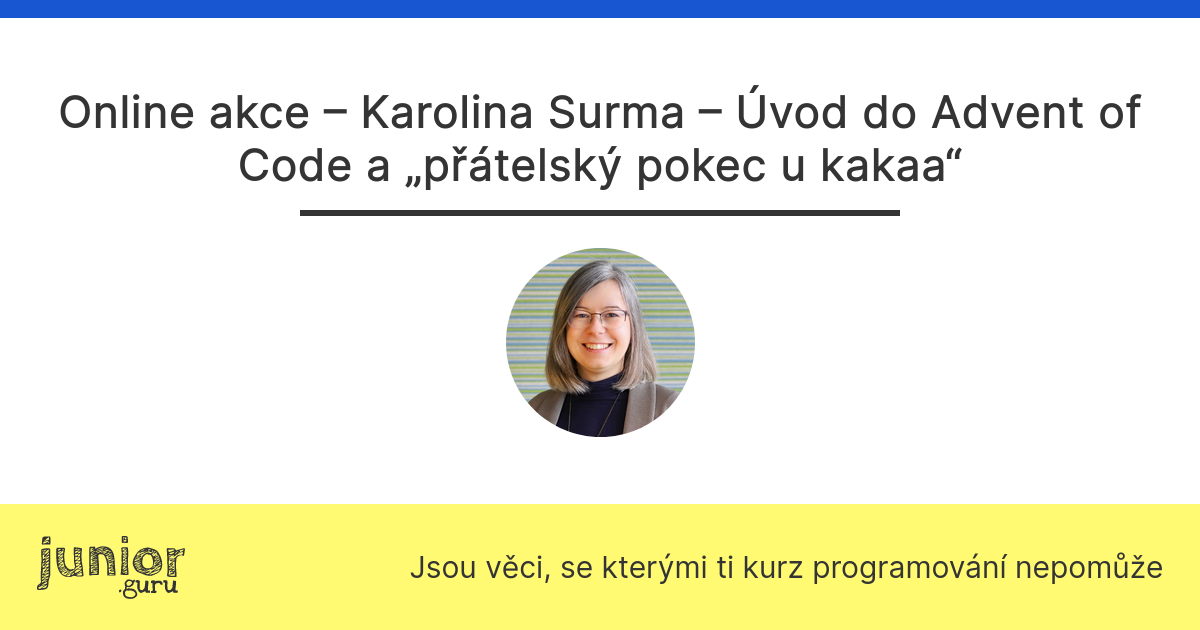 Online akce – Karolina Surma – Úvod do Advent of
Code a „přátelský pokec u kakaa“
junior
.guru
Jsou věci, se kterými ti kurz programování nepomůže